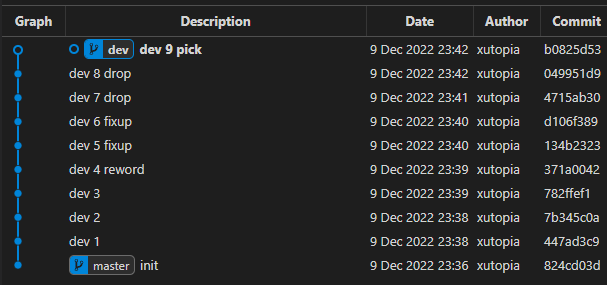 Graph Description Date Author Commit
dev dev 9 pick 9 Dec 2022 23:42 xutopia b0825d53
dev 8 drop 9 Dec 2022 23:42 xutopia 049951d9
dev 7 drop 9 Dec 2022 23:41 xutopia 4715ab30
dev 6 fixup 9 Dec 2022 23:40 xutopia d106f389
dev 5 fixup 9 Dec 2022 23:40 xutopia 134b2323
dev 4 reword 9 Dec 2022 23:39 xutopia 371a0042
dev 3 9 Dec 2022 23:39 xutopia 782ffef1
dev 2 9 Dec 2022 23:38 xutopia 7b345c0a
dev 1 9 Dec 2022 23:38 xutopia 447ad3c9
master init 9 Dec 2022 23:36 xutopia 824cd03d